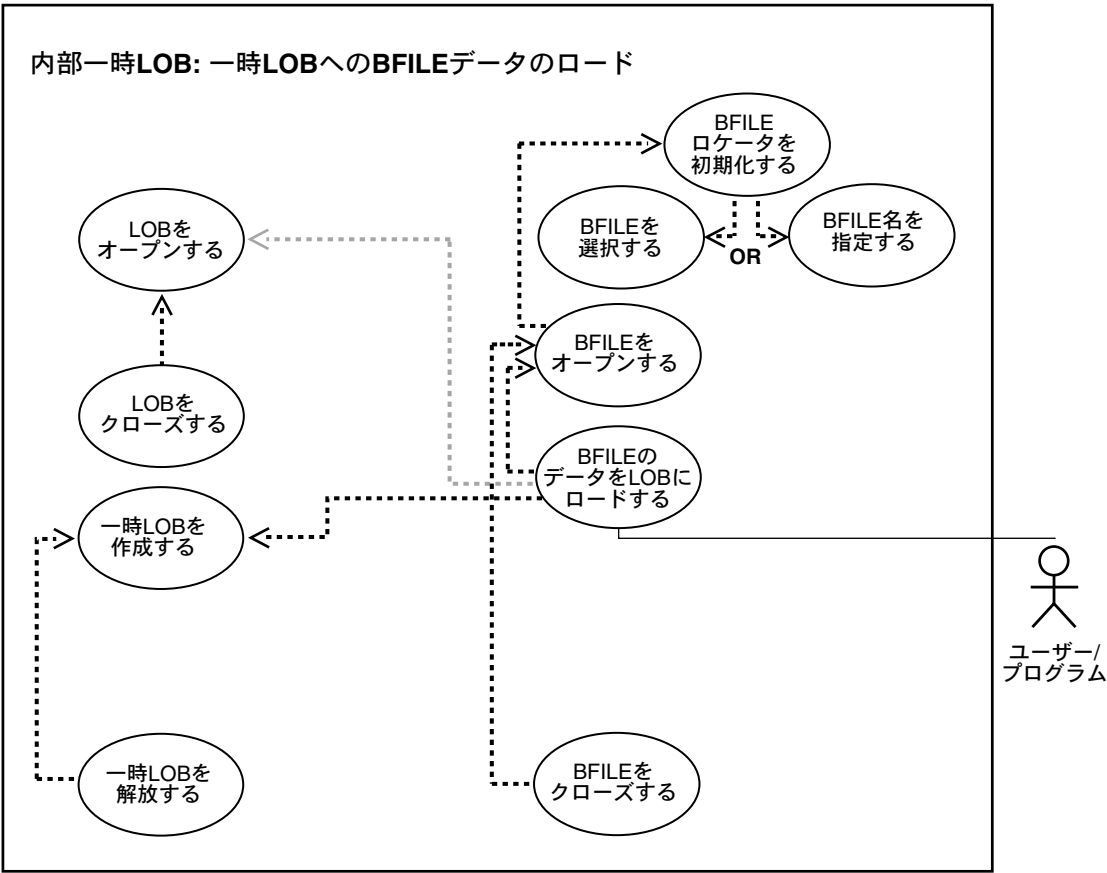 内部一時LOB: 一時LOBへのBFILEデータのロード
BFILE
ロケータを
初期化する
LOBを
オープンする
BFILEを
選択する
OR
BFILE名を
指定する
BFILEを
オープンする
LOBを
クローズする
BFILEの
データをLOBに
ロードする
一時LOBを
作成する
ユーザー/
プログラム
一時LOBを
解放する
BFILEを
クローズする